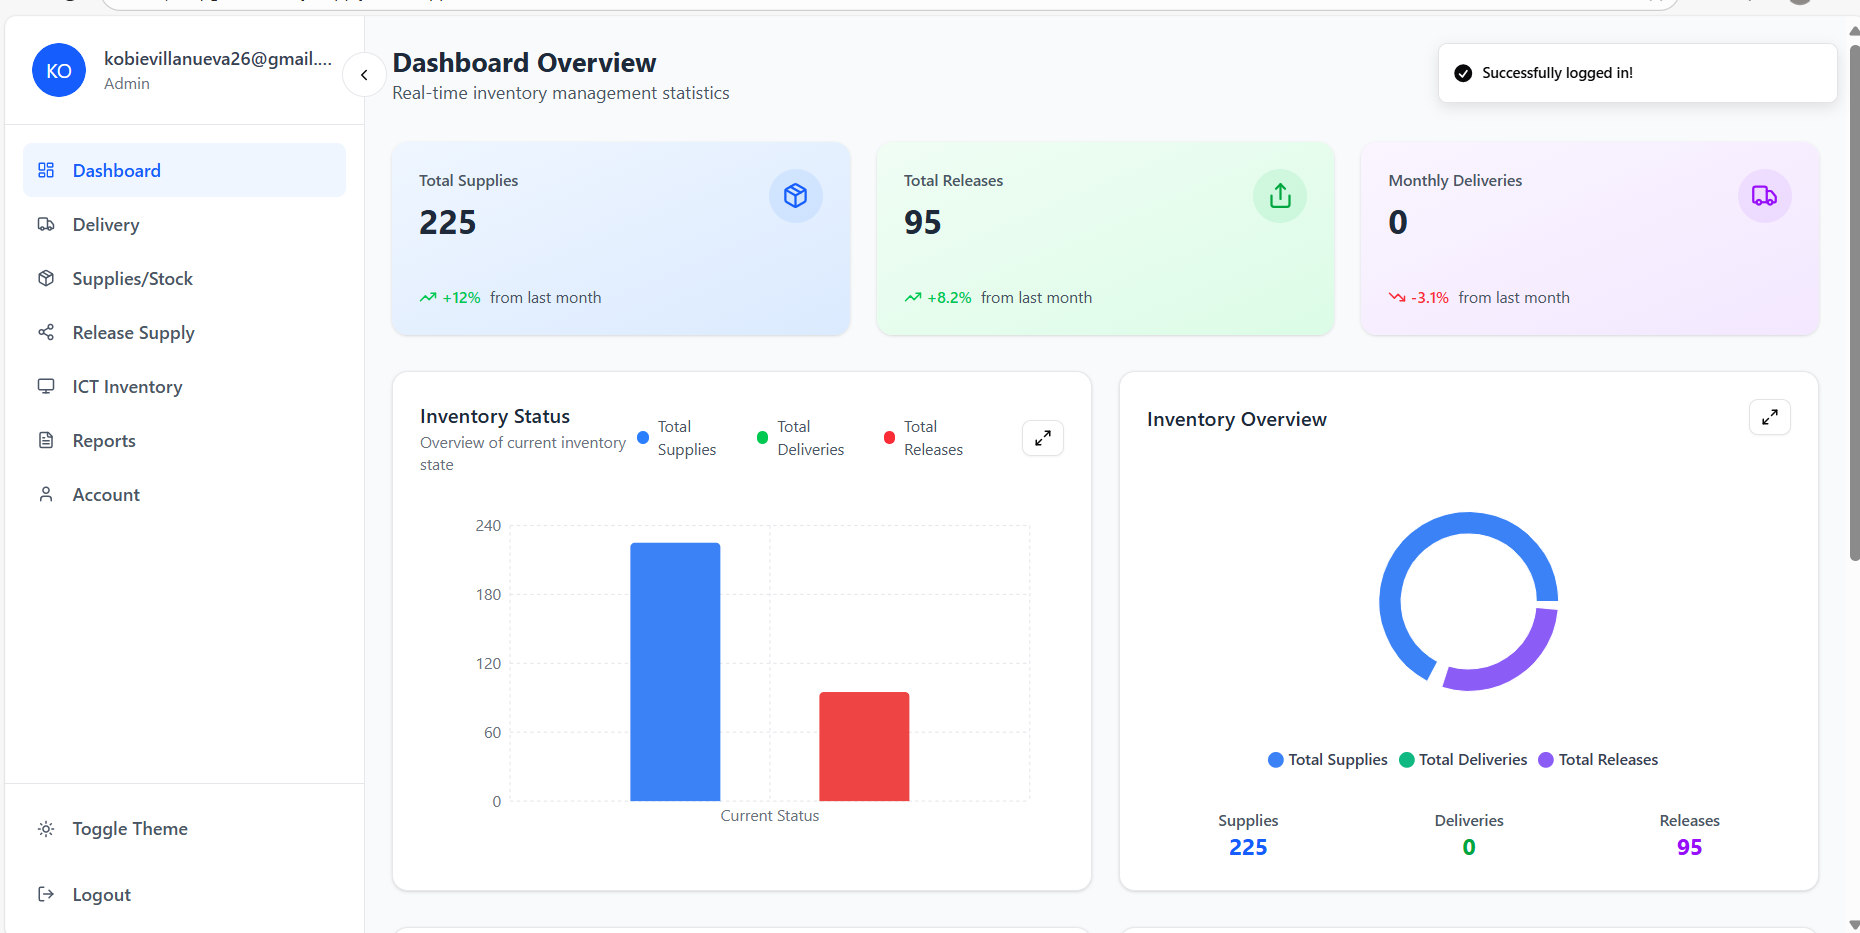 KO
kobievillanueva26@gmail....
Admin
Dashboard
Delivery
Supplies/Stock
Release Supply
ICT Inventory
Reports
Account
Toggle Theme
Logout
Dashboard Overview
Real-time inventory management statistics
Successfully logged in!
Total Supplies
225
+12% from last month
Total Releases
95
+8.2% from last month
Monthly Deliveries
0
-3.1% from last month
Inventory Status
Overview of current inventory
state
Total
Supplies
Total
Deliveries
Total
Releases
240
180
120
60
0
Current Status
Inventory Overview
Total Supplies
Total Deliveries
Total Releases
Supplies
225
Deliveries
0
Releases
95